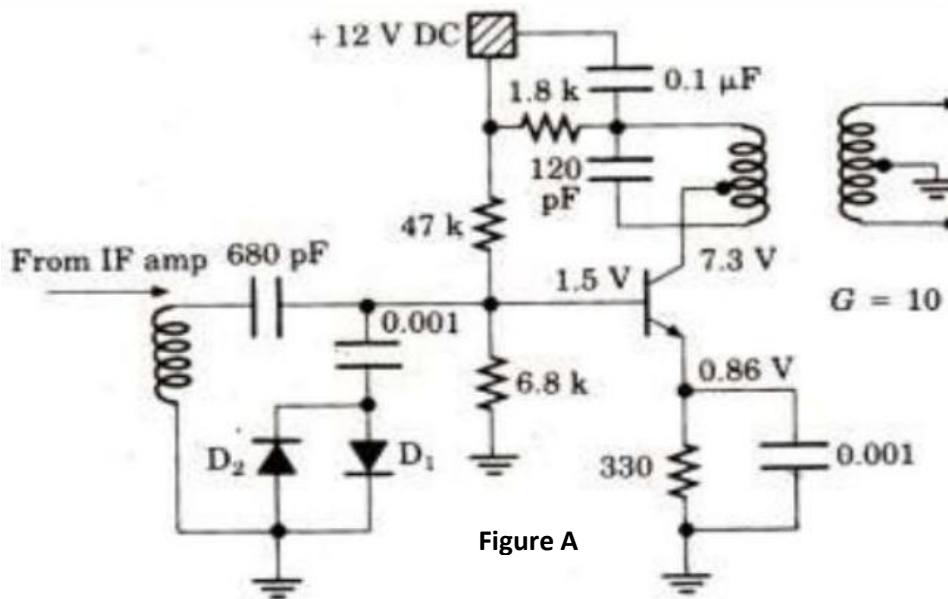 + 12 V DC
0.1 µF
1.8 k
120
pF
47 k
From IF amp
680 pF
1.5 V
7.3 V
G = 10
0.001
6.8 k
0.86 V
D₂
D₁
330
0.001
Figure A